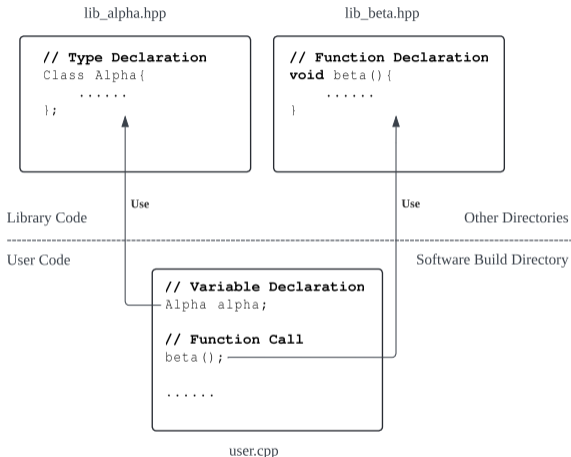 lib_alpha.hpp
lib_beta.hpp
// Type Declaration
Class Alpha{
......
};
// Function Declaration
void beta(){
......
}
Use
Use
Library Code
Other Directories
User Code
Software Build Directory
// Variable Declaration
Alpha alpha;
// Function Call
beta();
......
user.cpp